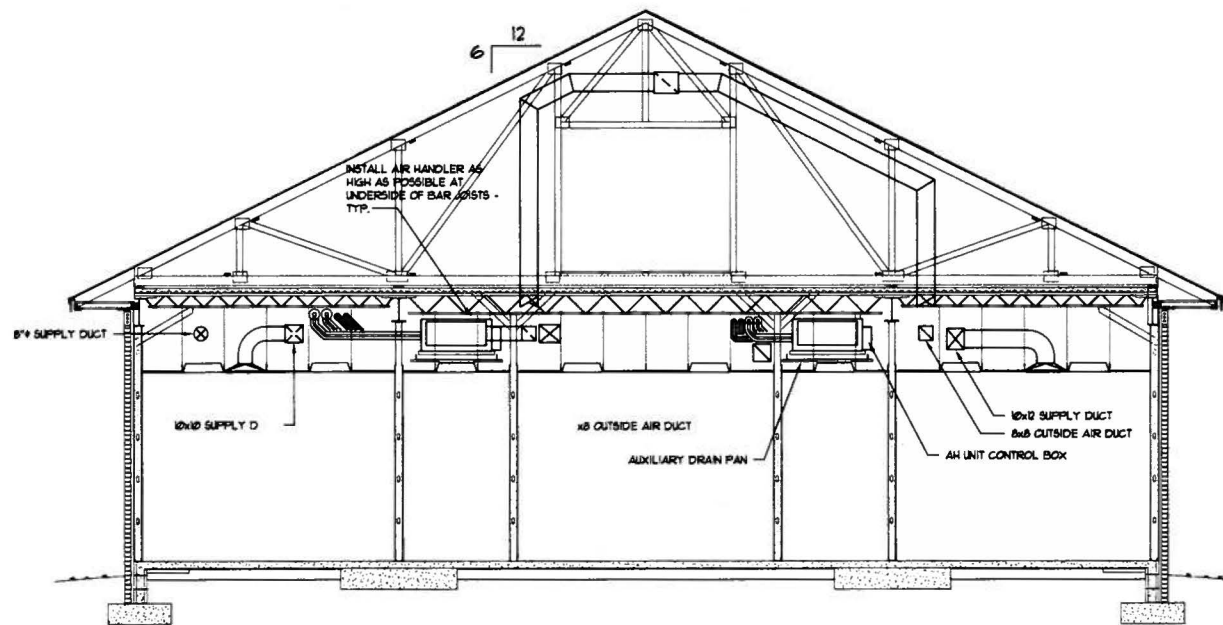 12
6
INSTALL AIR HANDLER AS
HIGH AS POSSIBLE AT
UNDERSIDE OF BAR JOISTS -
TYP.
8"Φ SUPPLY DUCT
10x10 SUPPLY D
x8 OUTSIDE AIR DUCT
AUXILIARY DRAIN PAN
10x12 SUPPLY DUCT
8x8 OUTSIDE AIR DUCT
AH UNIT CONTROL BOX